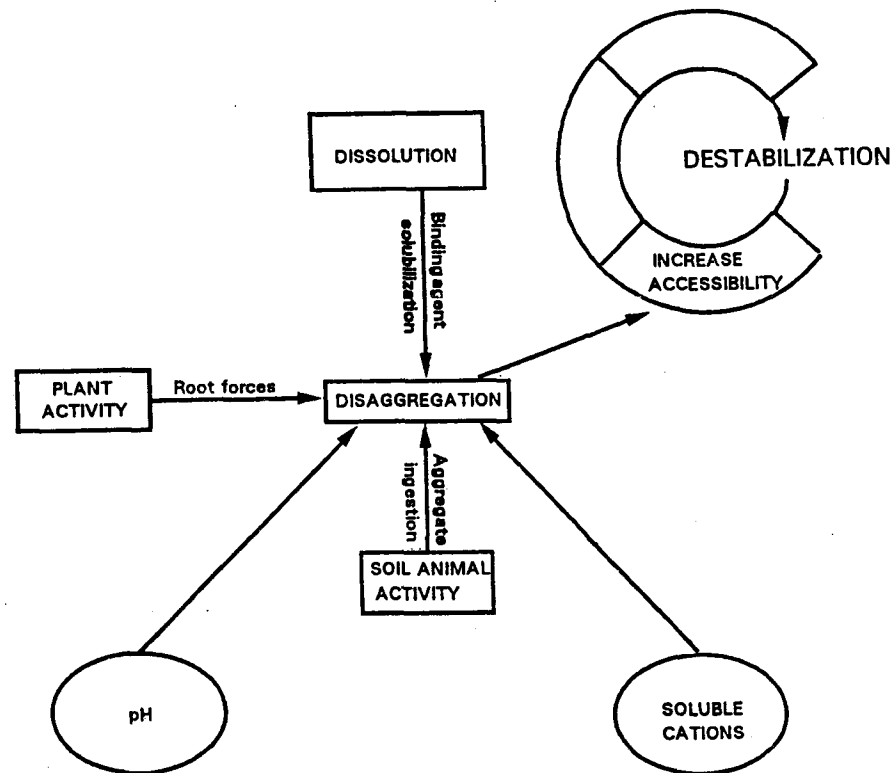 DISSOLUTION
DESTABILIZATION
Binding agent
solubilization
INCREASE
ACCESSIBILITY
PLANT
ACTIVITY
Root forces
DISAGGREGATION
Aggregate
ingestion
SOIL ANIMAL
ACTIVITY
pH
SOLUBLE
CATIONS